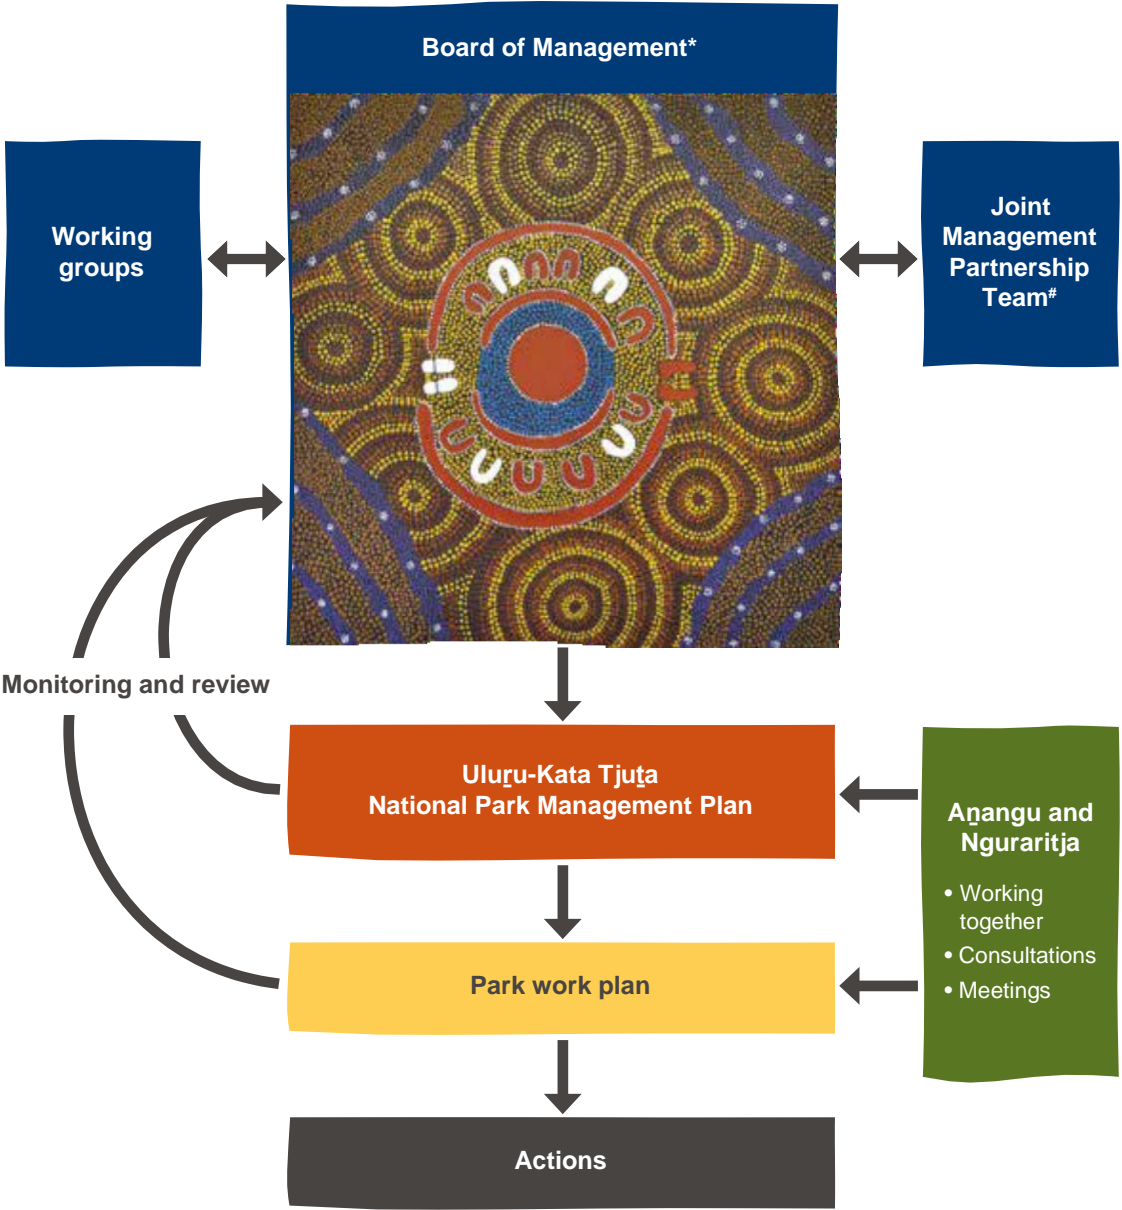 Board of Management*
Working
groups
Joint
Management
Partnership
Team#
Monitoring and review
Uluṟu-Kata Tjuṯa
National Park Management Plan
Aṉangu and
Nguraritja
• Working
together
• Consultations
• Meetings
Park work plan
Actions